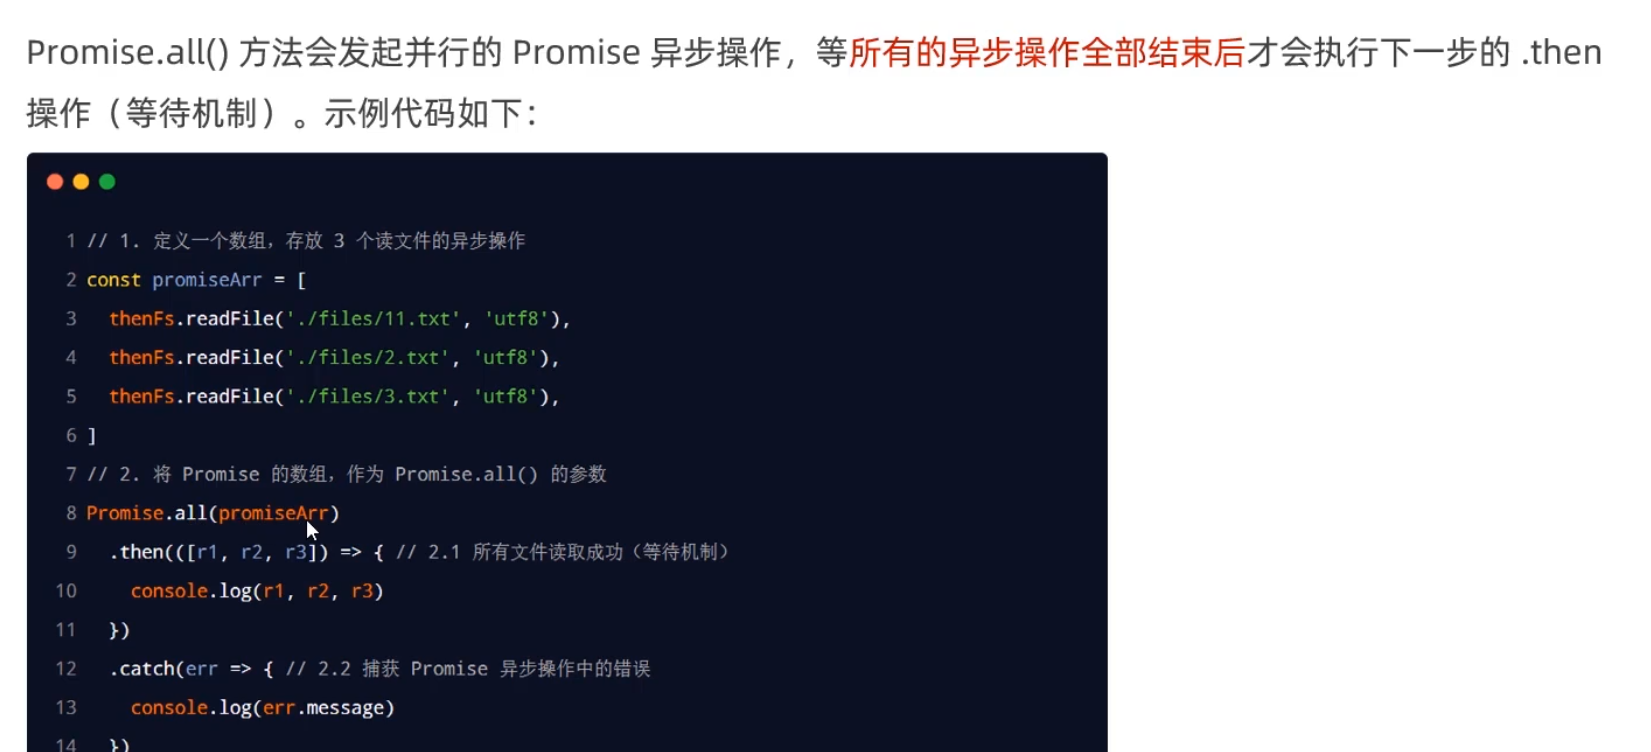 Promise.all() 方法会发起并行的 Promise 异步操作，等所有的异步操作全部结束后才会执行下一步的 .then
操作（等待机制）。示例代码如下：
1 // 1. 定义一个数组，存放 3 个读文件的异步操作
2 const promiseArr = [
3   thenFs.readFile('./files/11.txt', 'utf8'),
4   thenFs.readFile('./files/2.txt', 'utf8'),
5   thenFs.readFile('./files/3.txt', 'utf8'),
6 ]
7 // 2. 将 Promise 的数组，作为 Promise.all() 的参数
8 Promise.all(promiseArr)
9   .then(([r1, r2, r3]) => { // 2.1 所有文件读取成功（等待机制）
10     console.log(r1, r2, r3)
11   })
12   .catch(err => { // 2.2 捕获 Promise 异步操作中的错误
13     console.log(err.message)
14   })